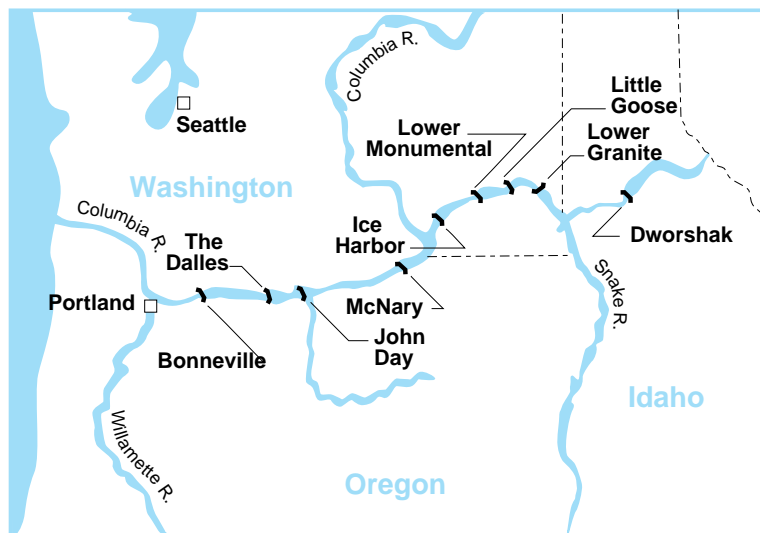 Columbia R.
Little
Goose
Seattle
Lower
Monumental
Lower
Granite
Washington
Columbia R.
Ice
Harbor
The
Dalles
Dworshak
Snake R.
Portland
McNary
John
Day
Bonneville
Idaho
Willamette R.
Oregon